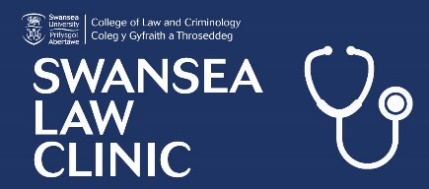 Swansea
University
Prifysgol
Abertawe
College of Law and Criminology
Coleg y Gyfraith a Throseddeg
SWANSEA
LAW
CLINIC